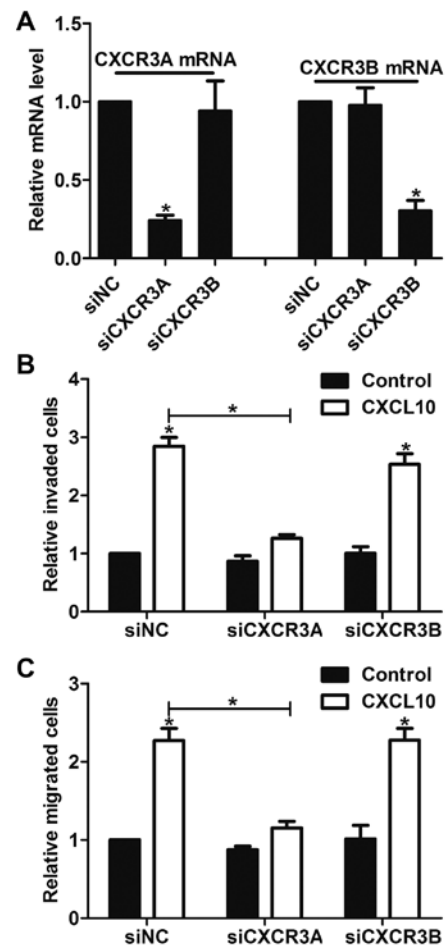 A
CXCR3A mRNA CXCR3B mRNA
Relative mRNA level
1.5
1.0
0.5
0.0
* *
siNC siCXCR3A siCXCR3B siNC siCXCR3A siCXCR3B
B
Control
CXCL10
Relative invaded cells
4
3
2
1
0
* * *
siNC siCXCR3A siCXCR3B
C
Control
CXCL10
Relative migrated cells
3
2
1
0
* * *
siNC siCXCR3A siCXCR3B